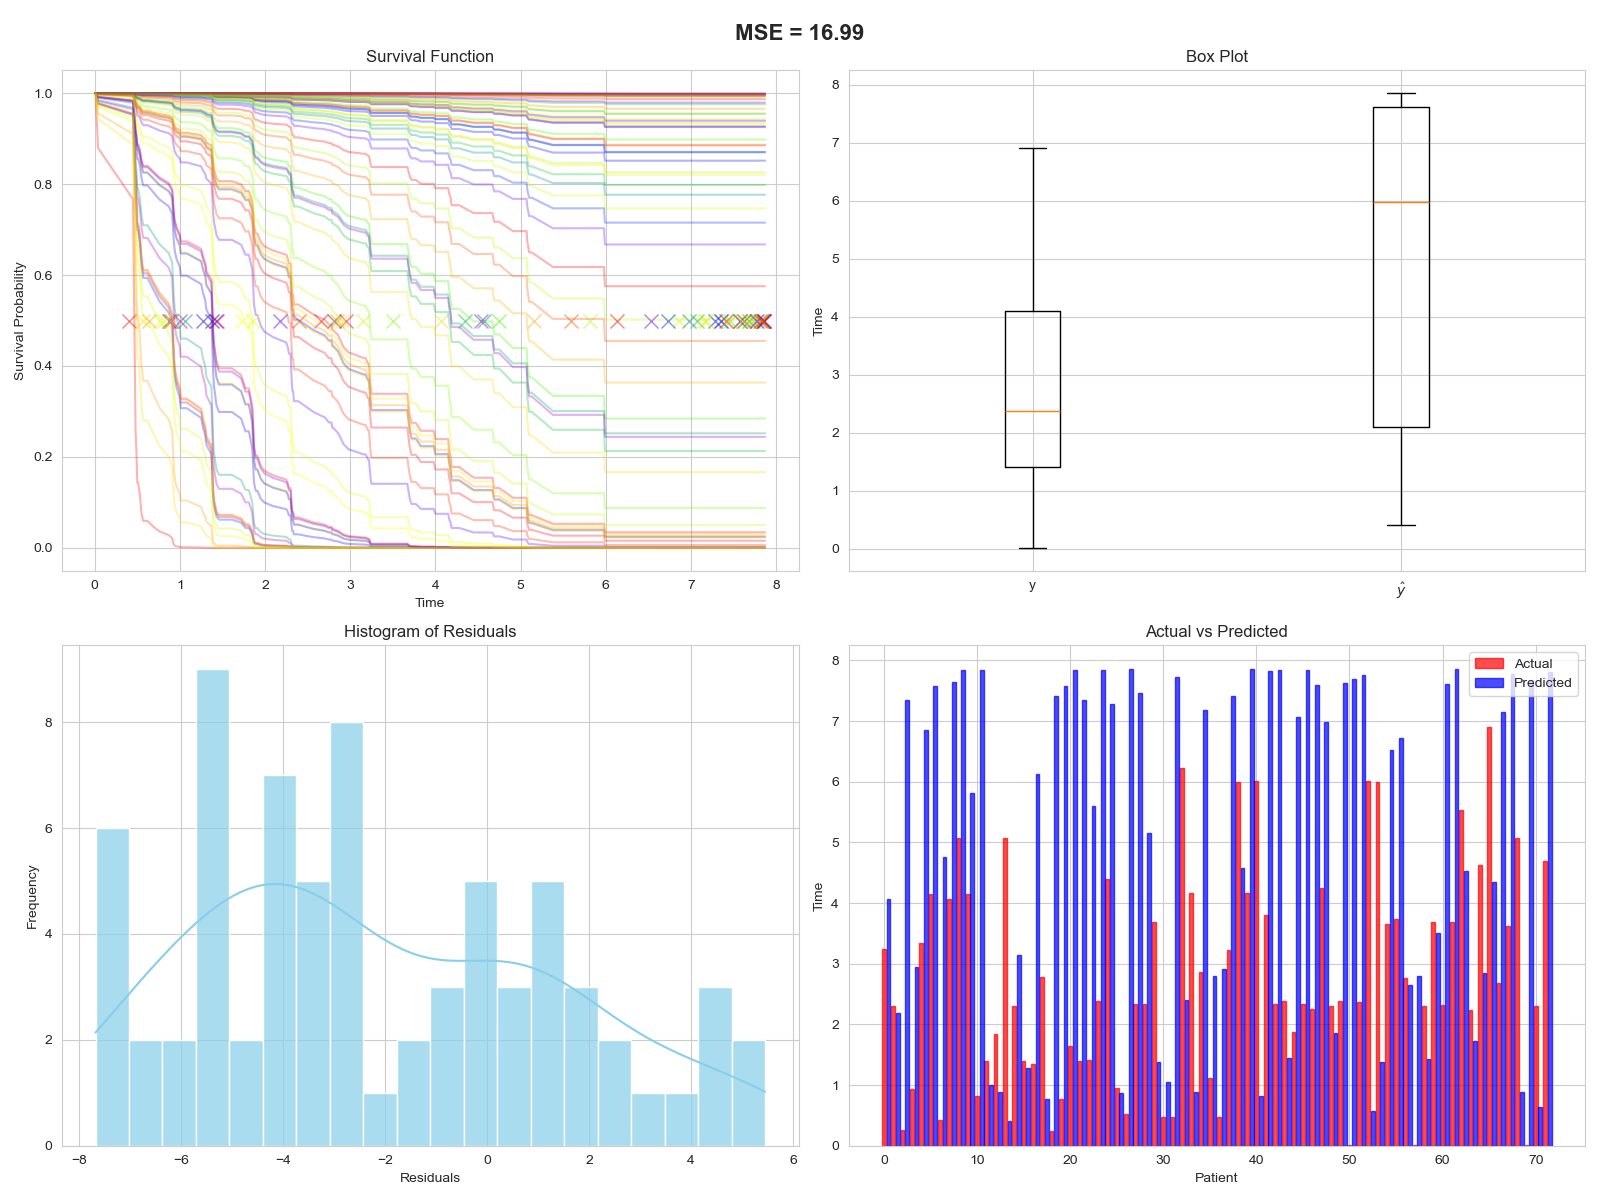 MSE = 16.99
Survival Function
Survival Probability
1.0
0.8
0.6
0.4
0.2
0.0
0 1 2 3 4 5 6 7 8
Time
Box Plot
Time
8
7
6
5
4
3
2
1
0
y ŷ
Histogram of Residuals
Frequency
8
6
4
2
0
−8 −6 −4 −2 0 2 4 6
Residuals
Actual vs Predicted
Actual
Predicted
Time
8
7
6
5
4
3
2
1
0
0 10 20 30 40 50 60 70
Patient